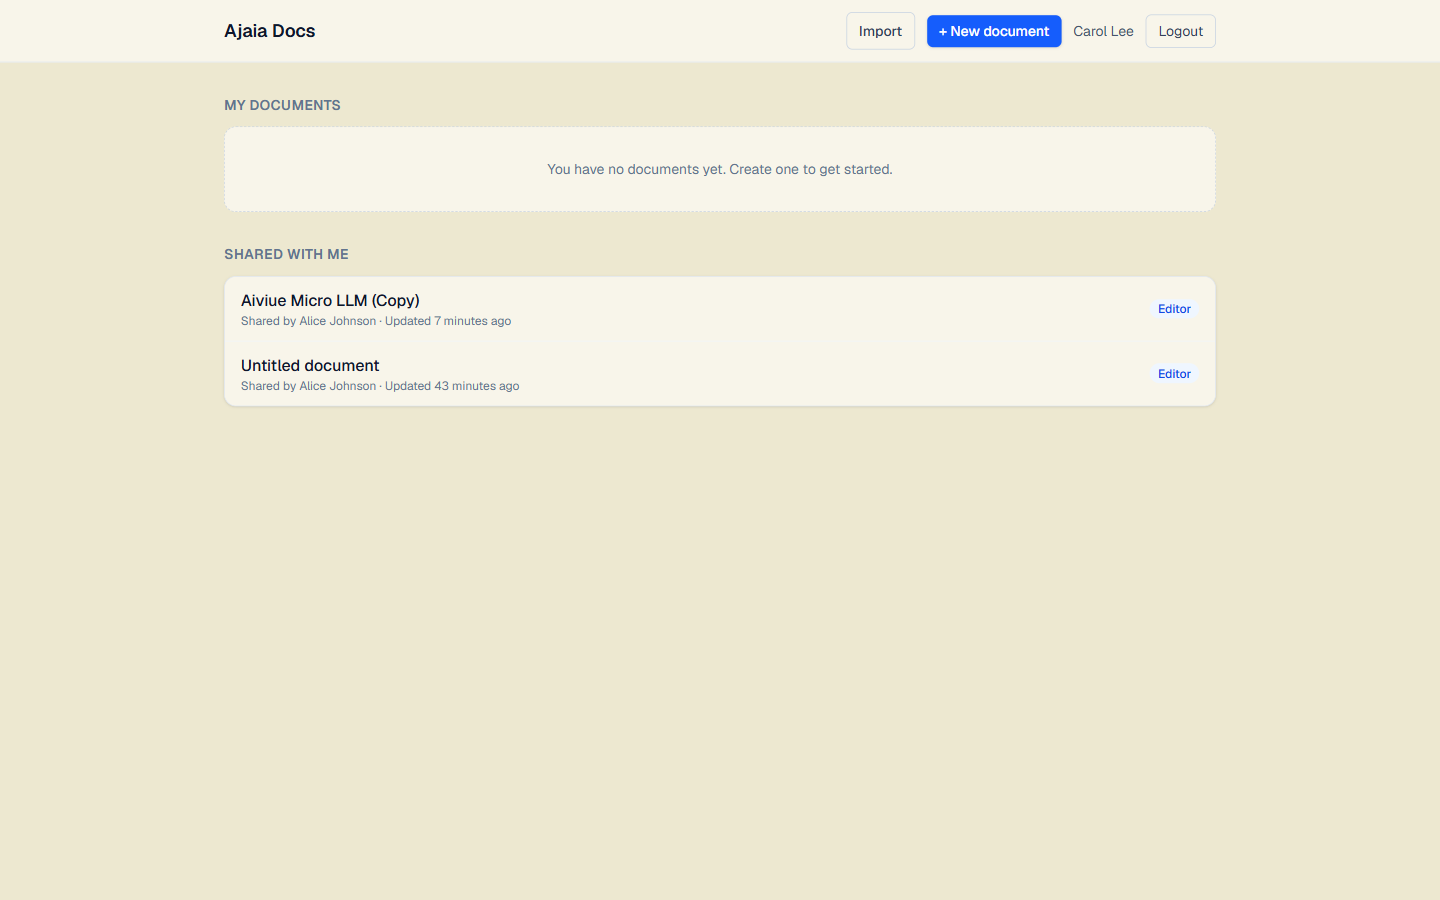 Ajaia Docs
Import
+ New document
Carol Lee
Logout
MY DOCUMENTS
You have no documents yet. Create one to get started.
SHARED WITH ME
Aiviue Micro LLM (Copy)
Shared by Alice Johnson · Updated 7 minutes ago
Editor
Untitled document
Shared by Alice Johnson · Updated 43 minutes ago
Editor